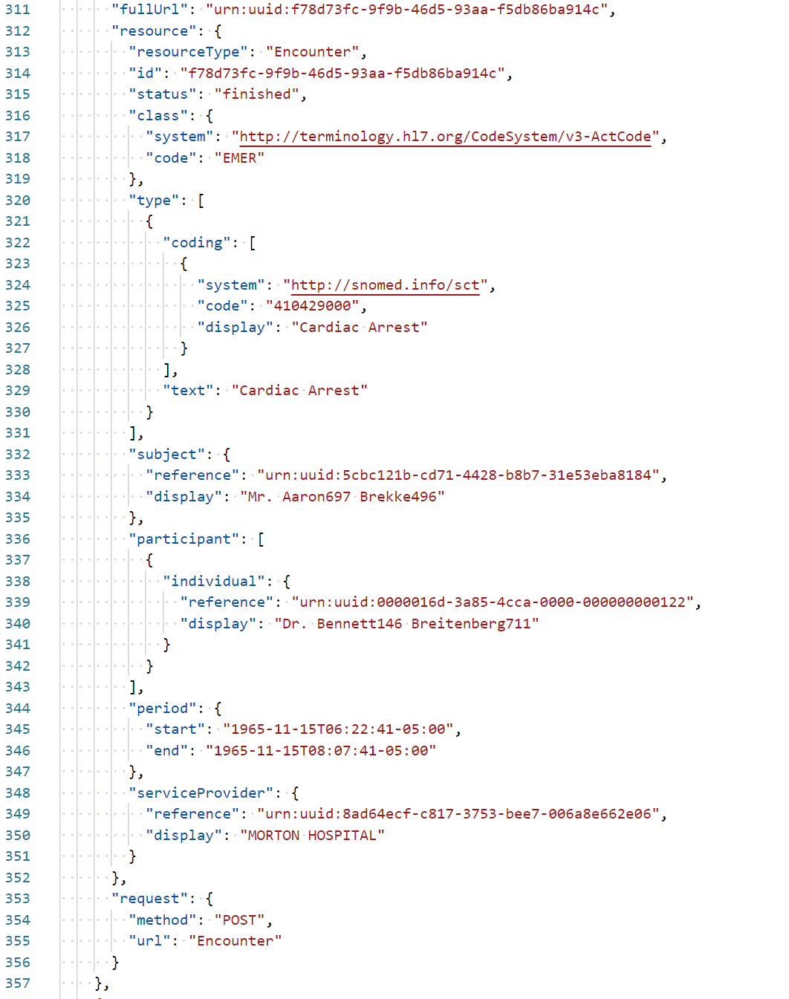 311 "fullUrl": "urn:uuid:f78d73fc-9f9b-46d5-93aa-f5db86ba914c",
312 "resource": {
313 "resourceType": "Encounter",
314 "id": "f78d73fc-9f9b-46d5-93aa-f5db86ba914c",
315 "status": "finished",
316 "class": {
317 "system": "http://terminology.hl7.org/CodeSystem/v3-ActCode",
318 "code": "EMER"
319 },
320 "type": [
321 {
322 "coding": [
323 {
324 "system": "http://snomed.info/sct",
325 "code": "410429000",
326 "display": "Cardiac Arrest"
327 }
328 ],
329 "text": "Cardiac Arrest"
330 }
331 ],
332 "subject": {
333 "reference": "urn:uuid:5cbc121b-cd71-4428-b8b7-31e53eba8184",
334 "display": "Mr. Aaron697 Brekke496"
335 },
336 "participant": [
337 {
338 "individual": {
339 "reference": "urn:uuid:0000016d-3a85-4cca-0000-000000000122",
340 "display": "Dr. Bennett146 Breitenberg711"
341 }
342 }
343 ],
344 "period": {
345 "start": "1965-11-15T06:22:41-05:00",
346 "end": "1965-11-15T08:07:41-05:00"
347 },
348 "serviceProvider": {
349 "reference": "urn:uuid:8ad64ecf-c817-3753-bee7-006a8e662e06",
350 "display": "MORTON HOSPITAL"
351 }
352 },
353 "request": {
354 "method": "POST",
355 "url": "Encounter"
356 }
357 },